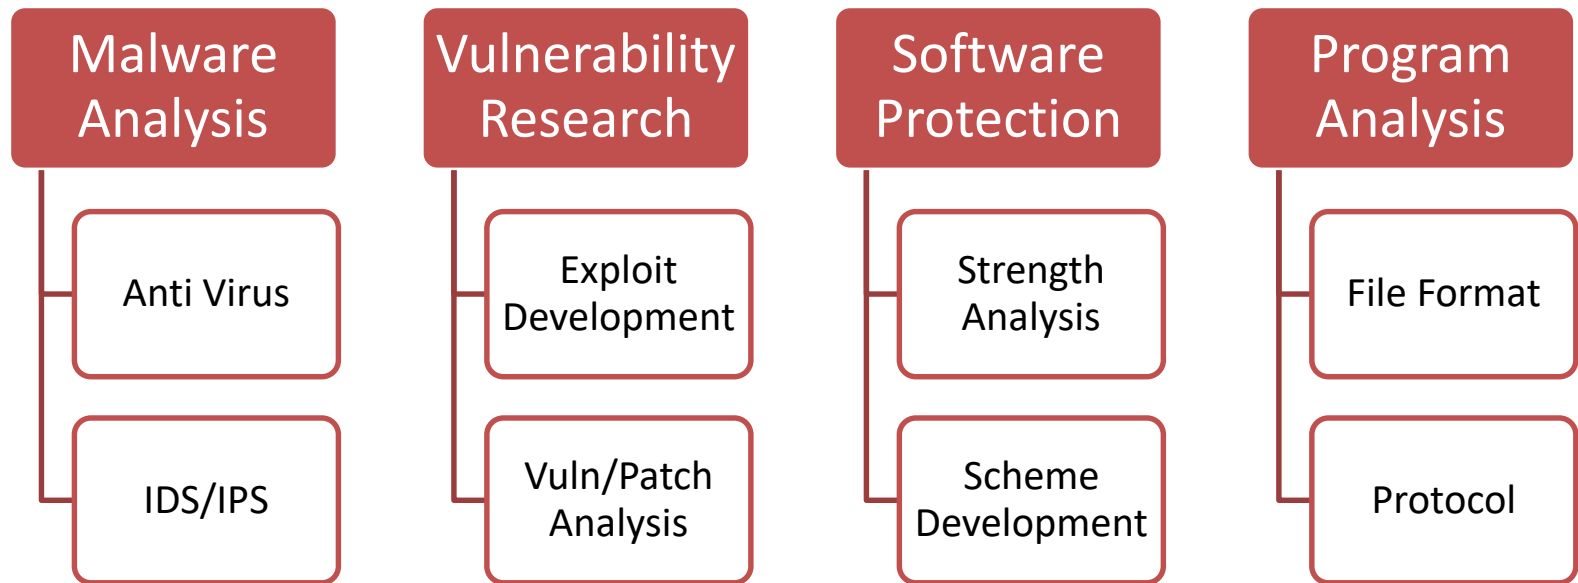 Malware
Analysis
Anti Virus
IDS/IPS
Vulnerability
Research
Exploit
Development
Vuln/Patch
Analysis
Software
Protection
Strength
Analysis
Scheme
Development
Program
Analysis
File Format
Protocol